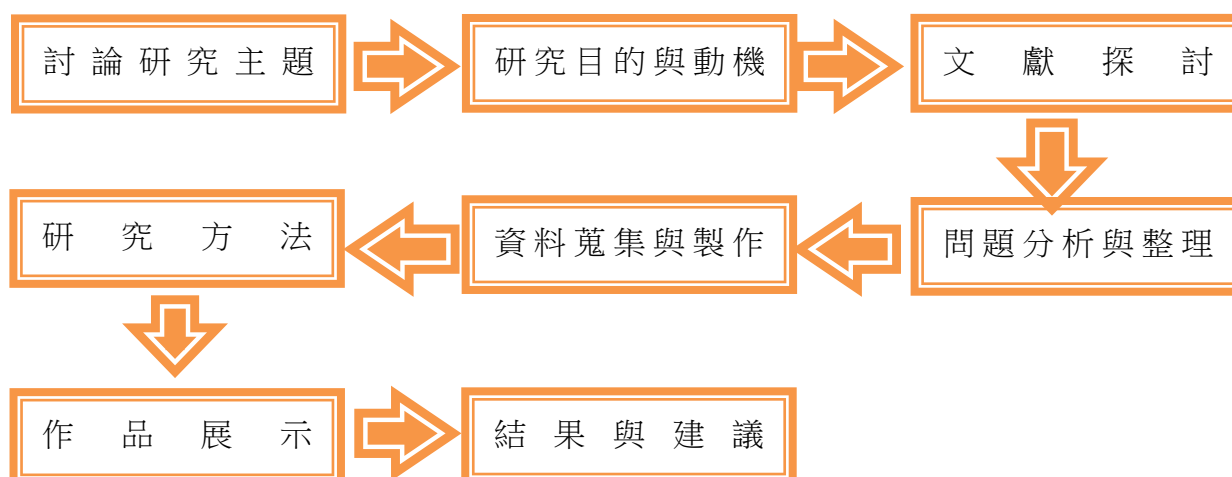 討論研究主題
研究目的與動機
文獻探討
問題分析與整理
資料蒐集與製作
研究方法
作品展示
結果與建議